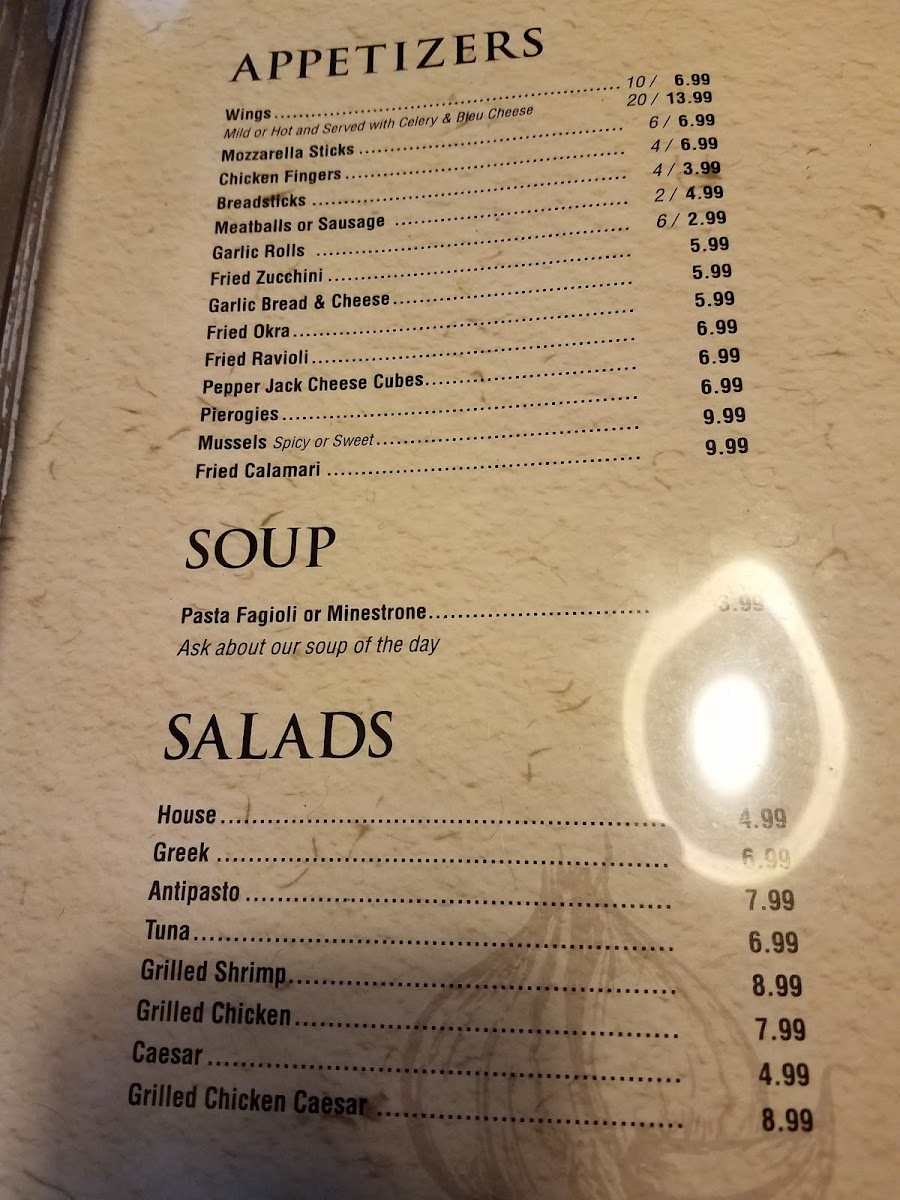 APPETIZERS
Wings 10 / 6.99
Mild or Hot and Served with Celery & Bleu Cheese 20 / 13.99
Mozzarella Sticks 6 / 6.99
Chicken Fingers 4 / 6.99
Breadsticks 4 / 3.99
Meatballs or Sausage 2 / 4.99
Garlic Rolls 6 / 2.99
Fried Zucchini 5.99
Garlic Bread & Cheese 5.99
Fried Okra 5.99
Fried Ravioli 6.99
Pepper Jack Cheese Cubes 6.99
Pierogies 6.99
Mussels Spicy or Sweet 9.99
Fried Calamari 9.99
SOUP
Pasta Fagioli or Minestrone
Ask about our soup of the day
SALADS
House 4.99
Greek 6.99
Antipasto 7.99
Tuna 6.99
Grilled Shrimp 8.99
Grilled Chicken 7.99
Caesar 4.99
Grilled Chicken Caesar 8.99